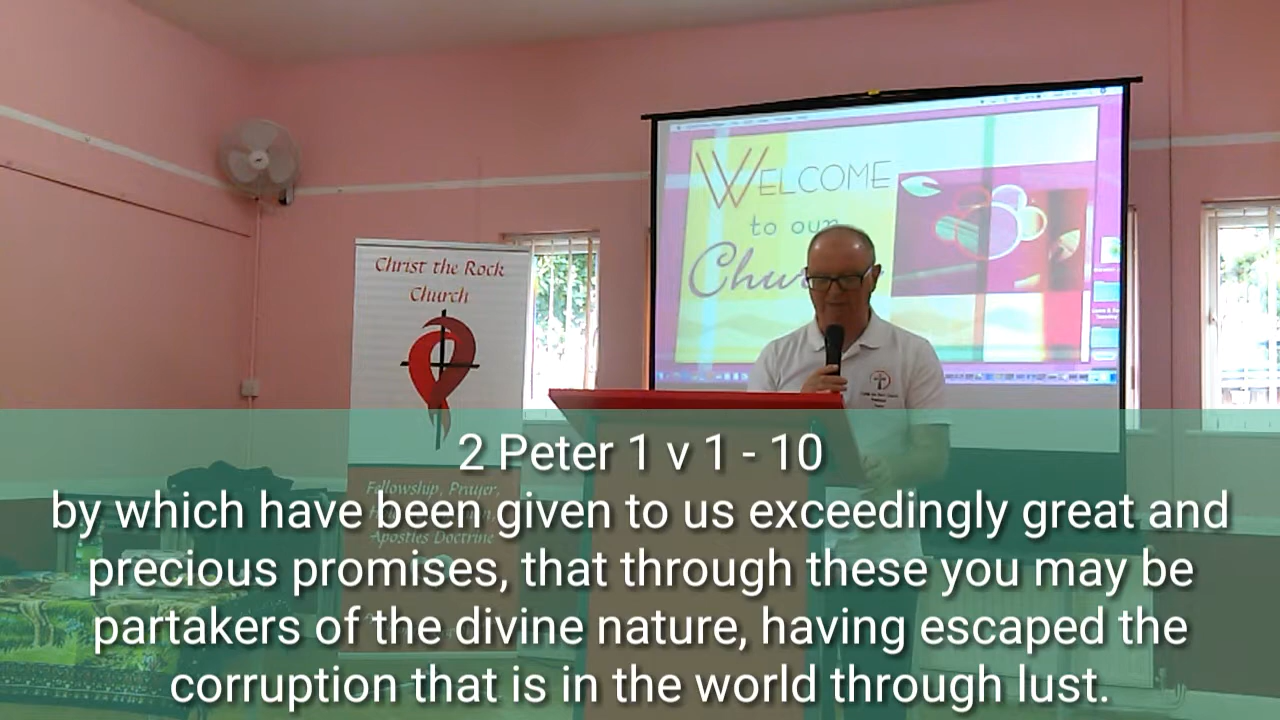 WELCOME
to our
Christ the Rock
Church
2 Peter 1 v 1 - 10
by which have been given to us exceedingly great and
precious promises, that through these you may be
partakers of the divine nature, having escaped the
corruption that is in the world through lust.
Fellowship, Prayer,
Apostles Doctrine